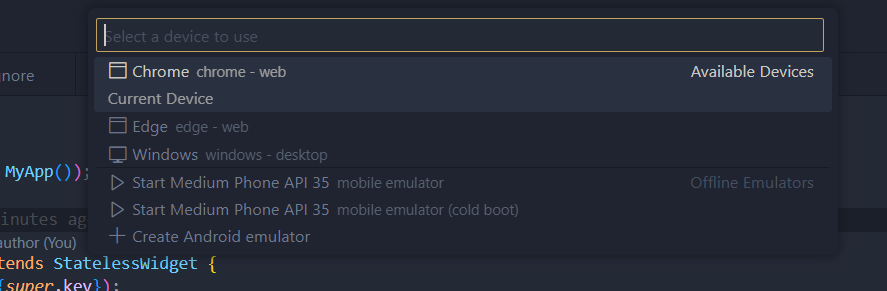 Select a device to use
Chrome chrome - web Available Devices
Current Device
Edge edge - web
Windows windows - desktop
Start Medium Phone API 35 mobile emulator Offline Emulators
Start Medium Phone API 35 mobile emulator (cold boot)
Create Android emulator
nore
MyApp());
inutes ag
author (You)
tends StatelessWidget {
{super.key});